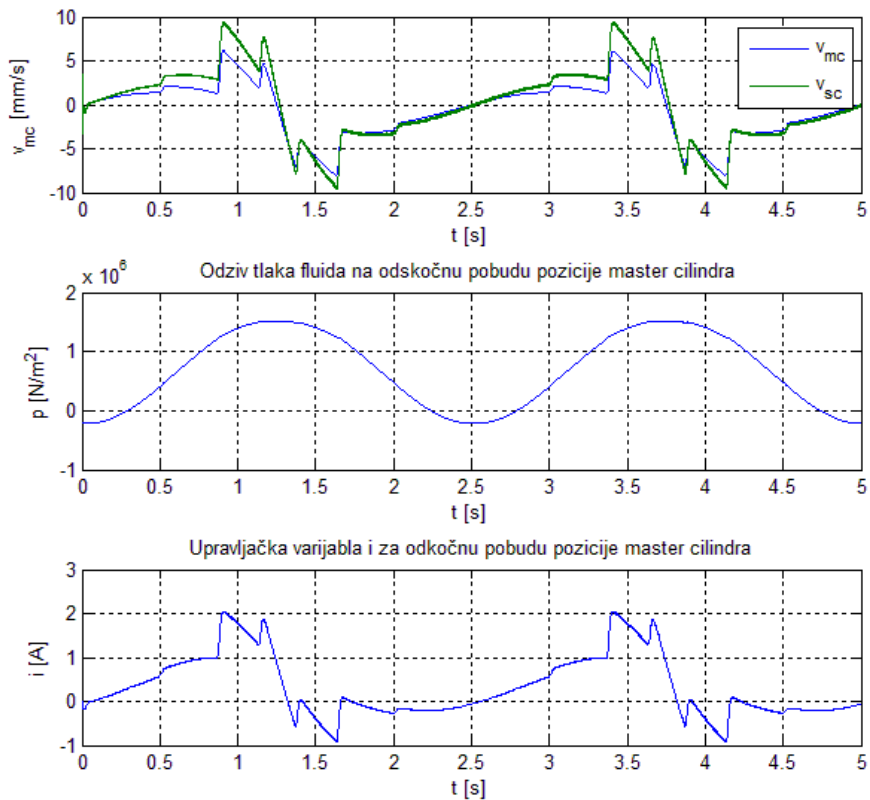 10
5
0
-5
-10
v_mc [mm/s]
v_mc
v_sc
0 0.5 1 1.5 2 2.5 3 3.5 4 4.5 5
t [s]
Odziv tlaka fluida na odskočnu pobudu pozicije master cilindra
x 10^6
2
1
0
-1
p [N/m²]
0 0.5 1 1.5 2 2.5 3 3.5 4 4.5 5
t [s]
Upravljačka varijabla i za odkočnu pobudu pozicije master cilindra
3
2
1
0
-1
i [A]
0 0.5 1 1.5 2 2.5 3 3.5 4 4.5 5
t [s]